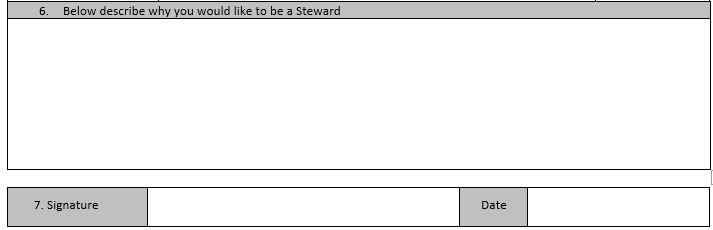 6. Below describe why you would like to be a Steward
7. Signature Date